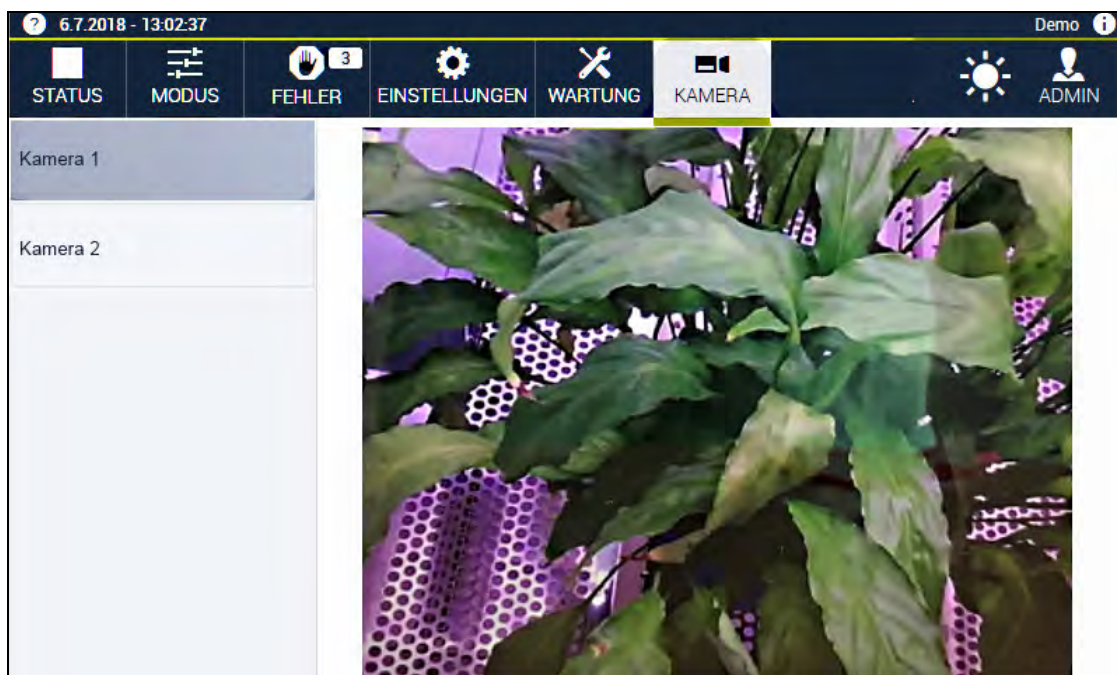 ? 6.7.2018 - 13:02:37 Demo i
3
STATUS MODUS FEHLER EINSTELLUNGEN WARTUNG KAMERA ADMIN
Kamera 1
Kamera 2